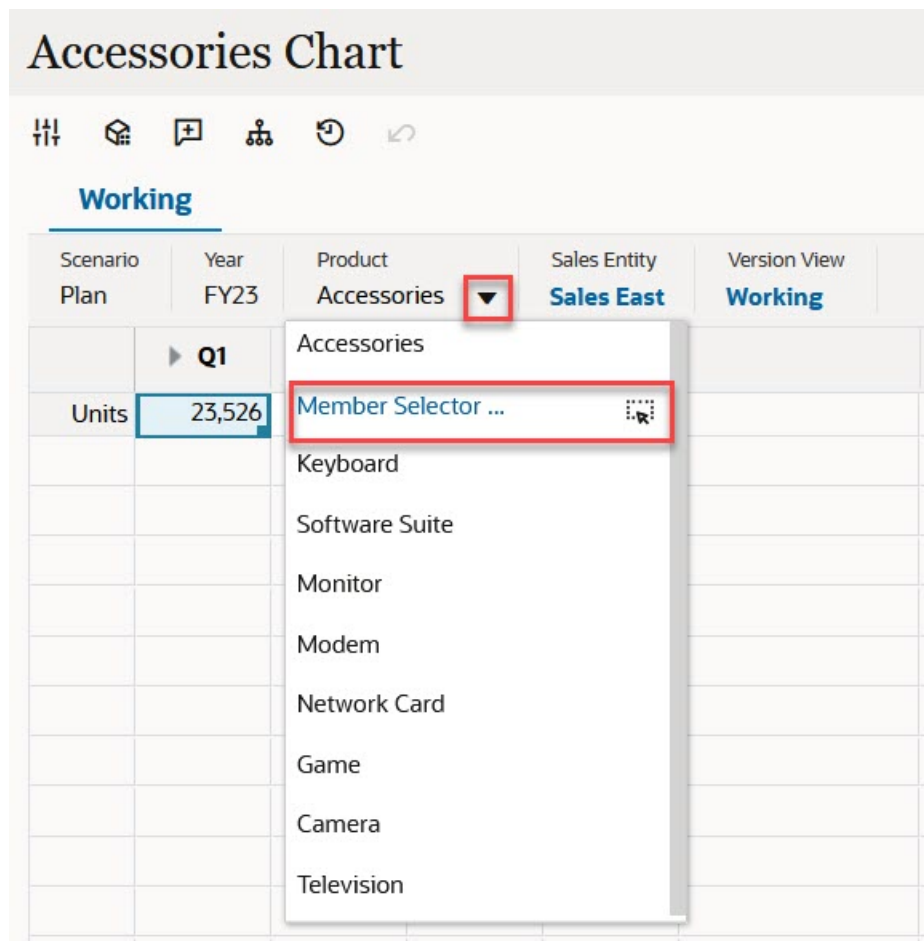 Accessories Chart
Working
Scenario Year Product Sales Entity Version View
Plan FY23 Accessories Sales East Working
Q1
Units 23,526
Accessories
Member Selector ...
Keyboard
Software Suite
Monitor
Modem
Network Card
Game
Camera
Television